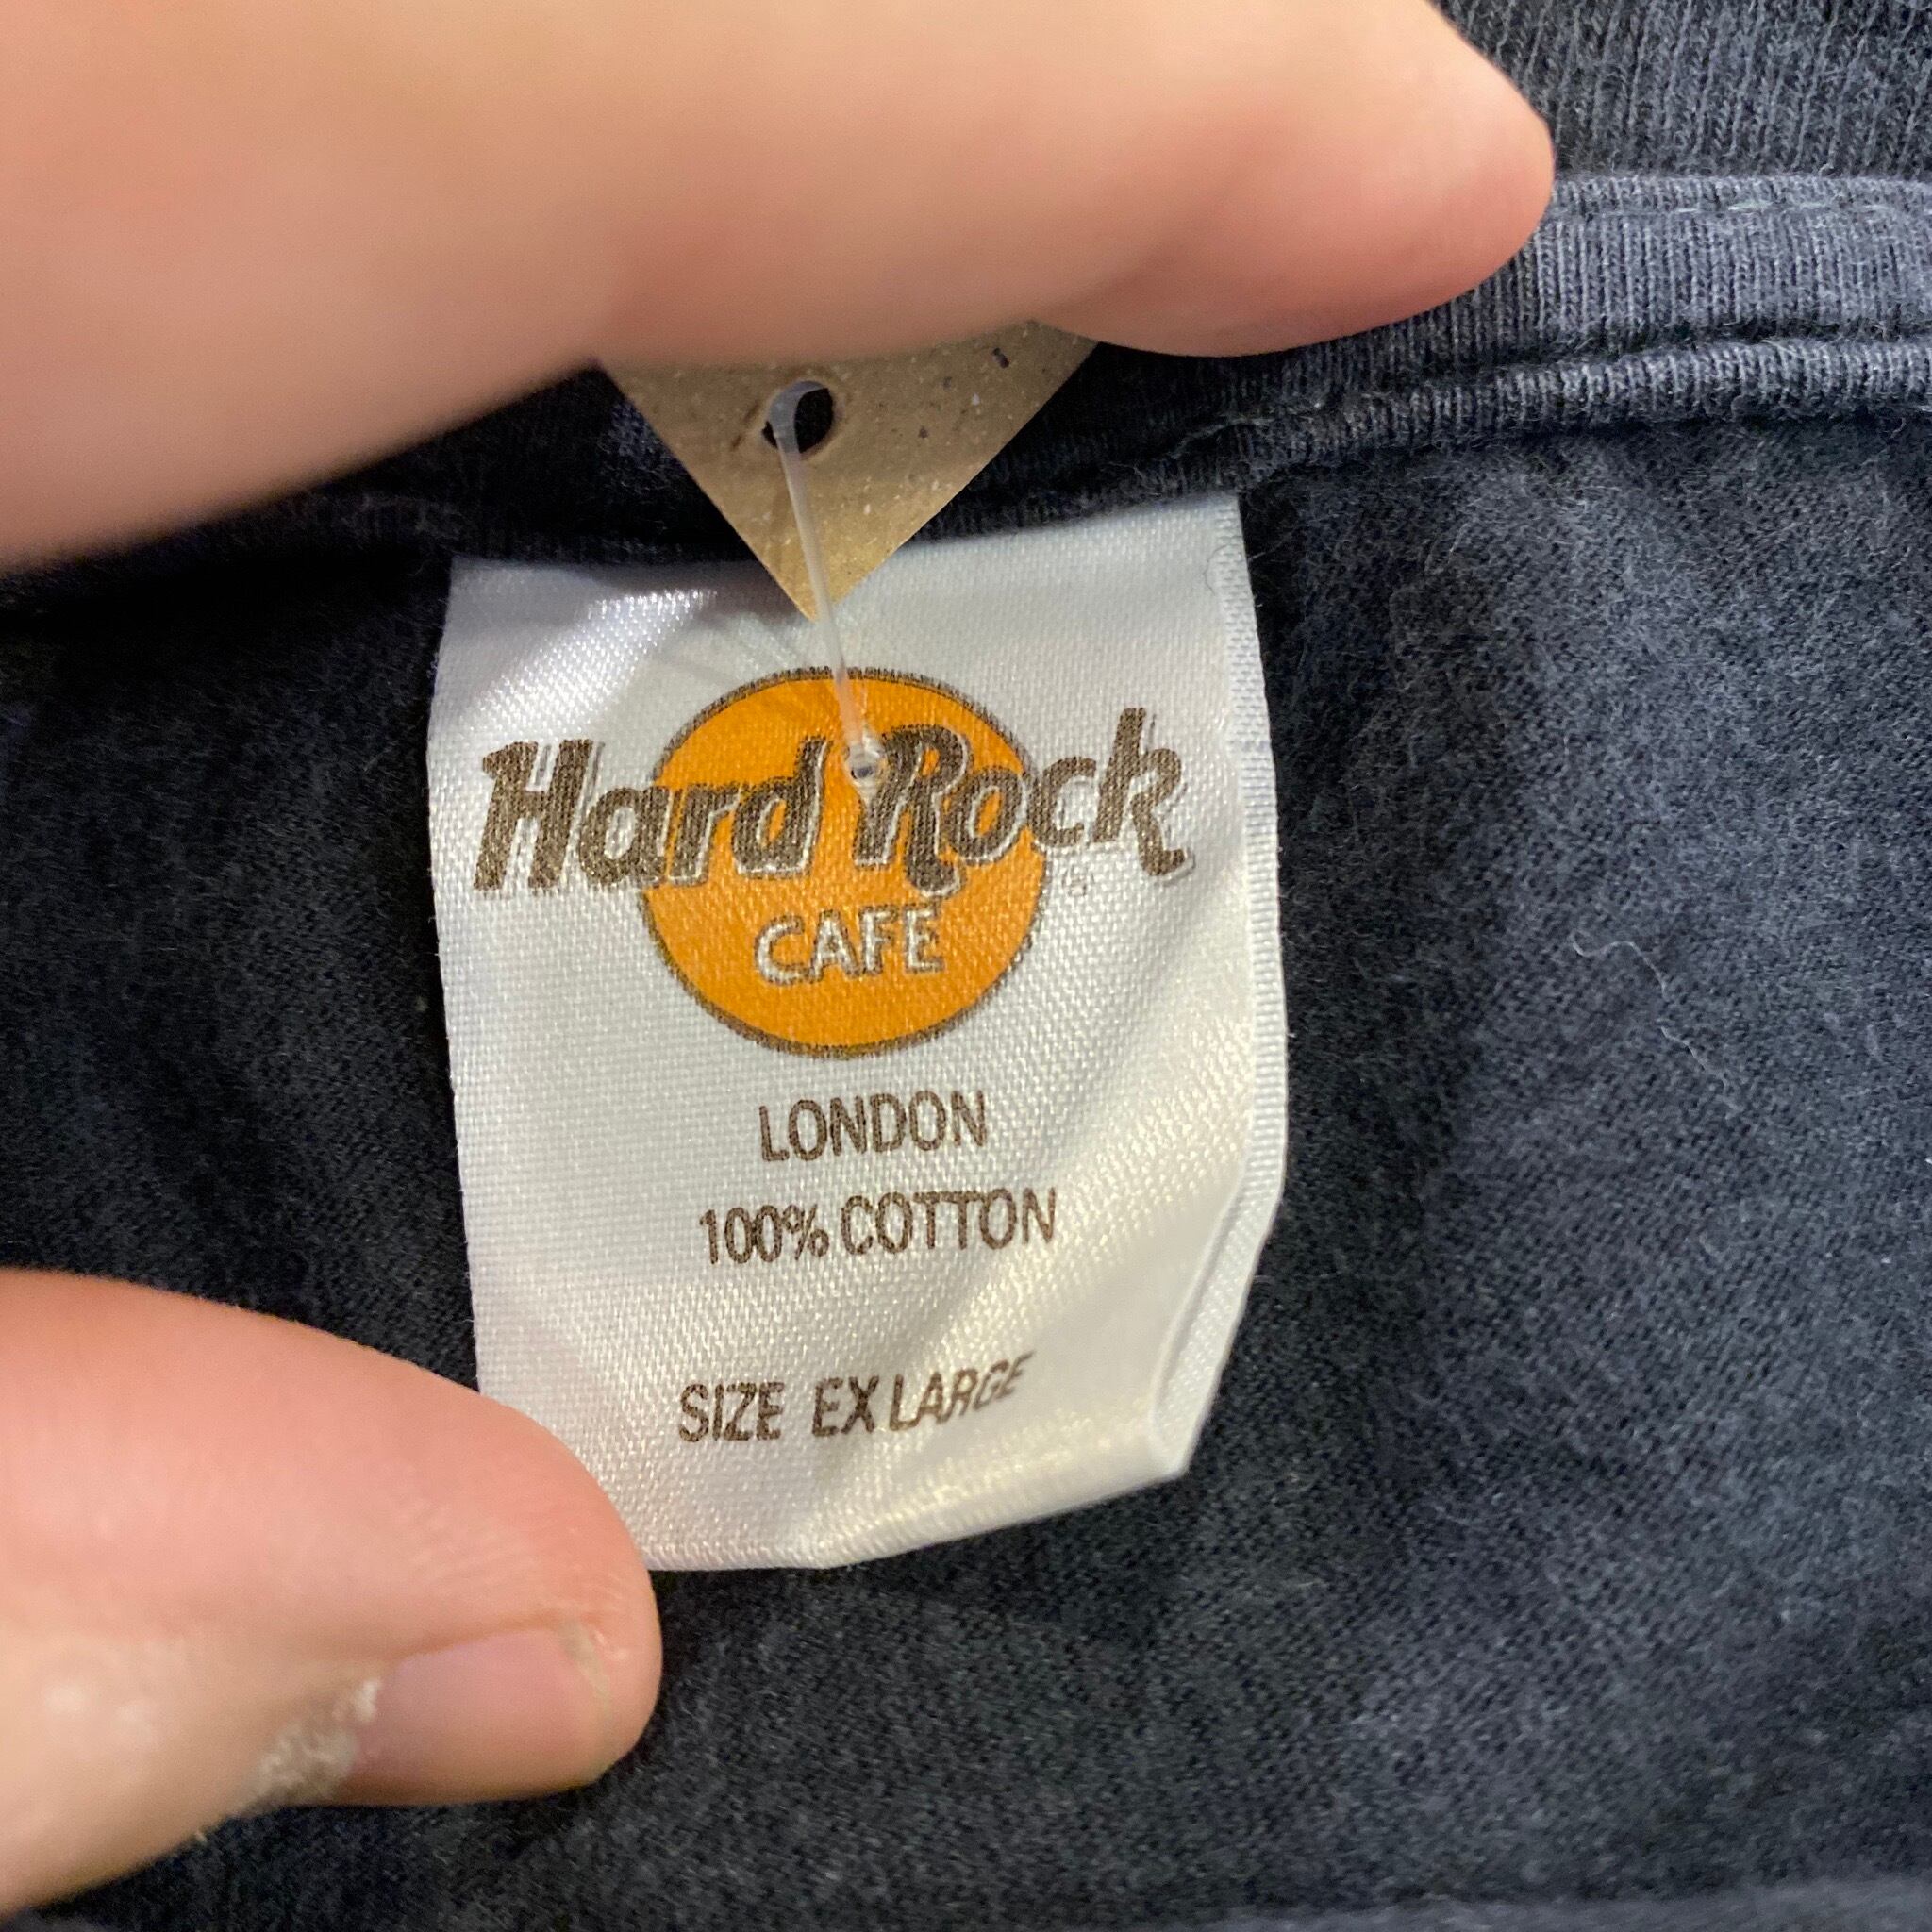 Hard Rock
CAFE
®
LONDON
100% COTTON
SIZE EX LARGE